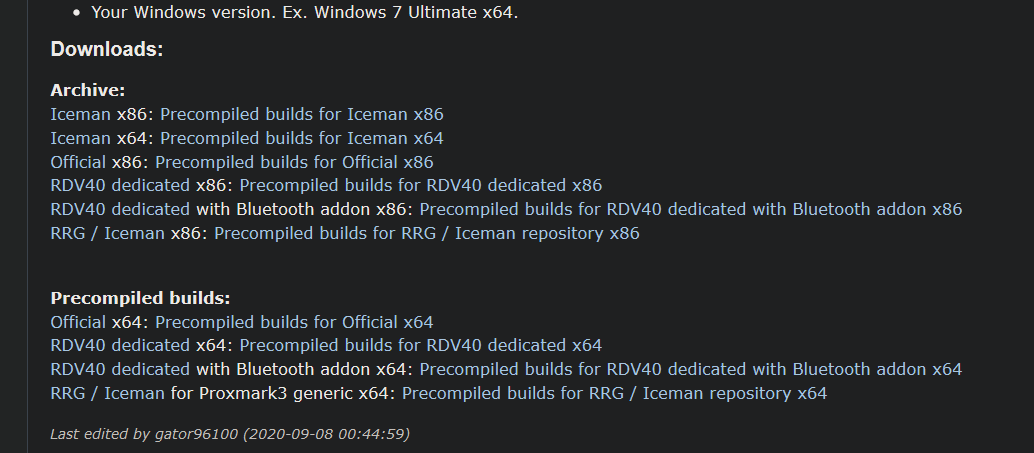 • Your Windows version. Ex. Windows 7 Ultimate x64.
Downloads:
Archive:
Iceman x86: Precompiled builds for Iceman x86
Iceman x64: Precompiled builds for Iceman x64
Official x86: Precompiled builds for Official x86
RDV40 dedicated x86: Precompiled builds for RDV40 dedicated x86
RDV40 dedicated with Bluetooth addon x86: Precompiled builds for RDV40 dedicated with Bluetooth addon x86
RRG / Iceman x86: Precompiled builds for RRG / Iceman repository x86
Precompiled builds:
Official x64: Precompiled builds for Official x64
RDV40 dedicated x64: Precompiled builds for RDV40 dedicated x64
RDV40 dedicated with Bluetooth addon x64: Precompiled builds for RDV40 dedicated with Bluetooth addon x64
RRG / Iceman for Proxmark3 generic x64: Precompiled builds for RRG / Iceman repository x64
Last edited by gator96100 (2020-09-08 00:44:59)